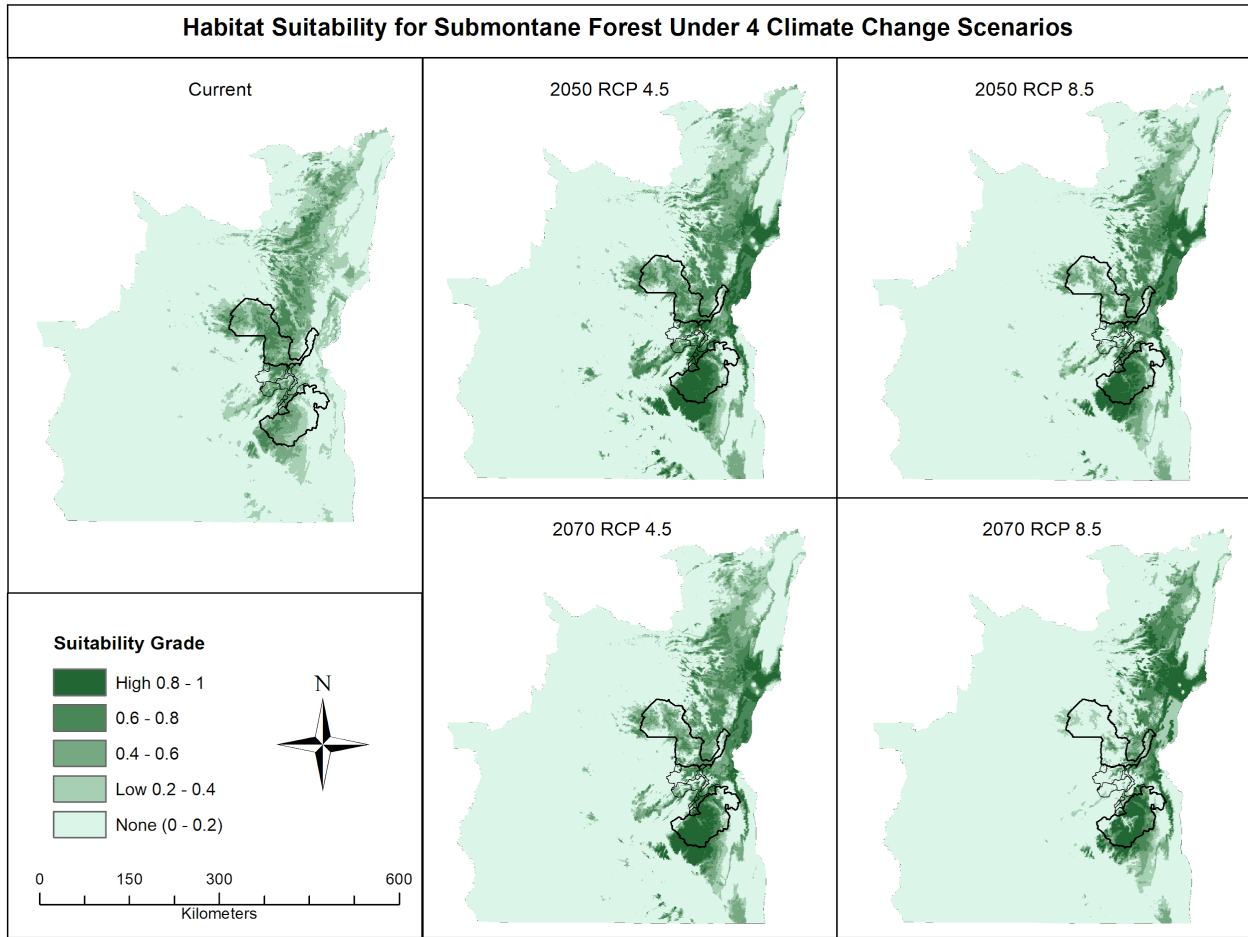 Habitat Suitability for Submontane Forest Under 4 Climate Change Scenarios
Current
2050 RCP 4.5
2050 RCP 8.5
2070 RCP 4.5
2070 RCP 8.5
Suitability Grade
High 0.8 - 1
0.6 - 0.8
0.4 - 0.6
Low 0.2 - 0.4
None (0 - 0.2)
N
0 150 300 600
Kilometers